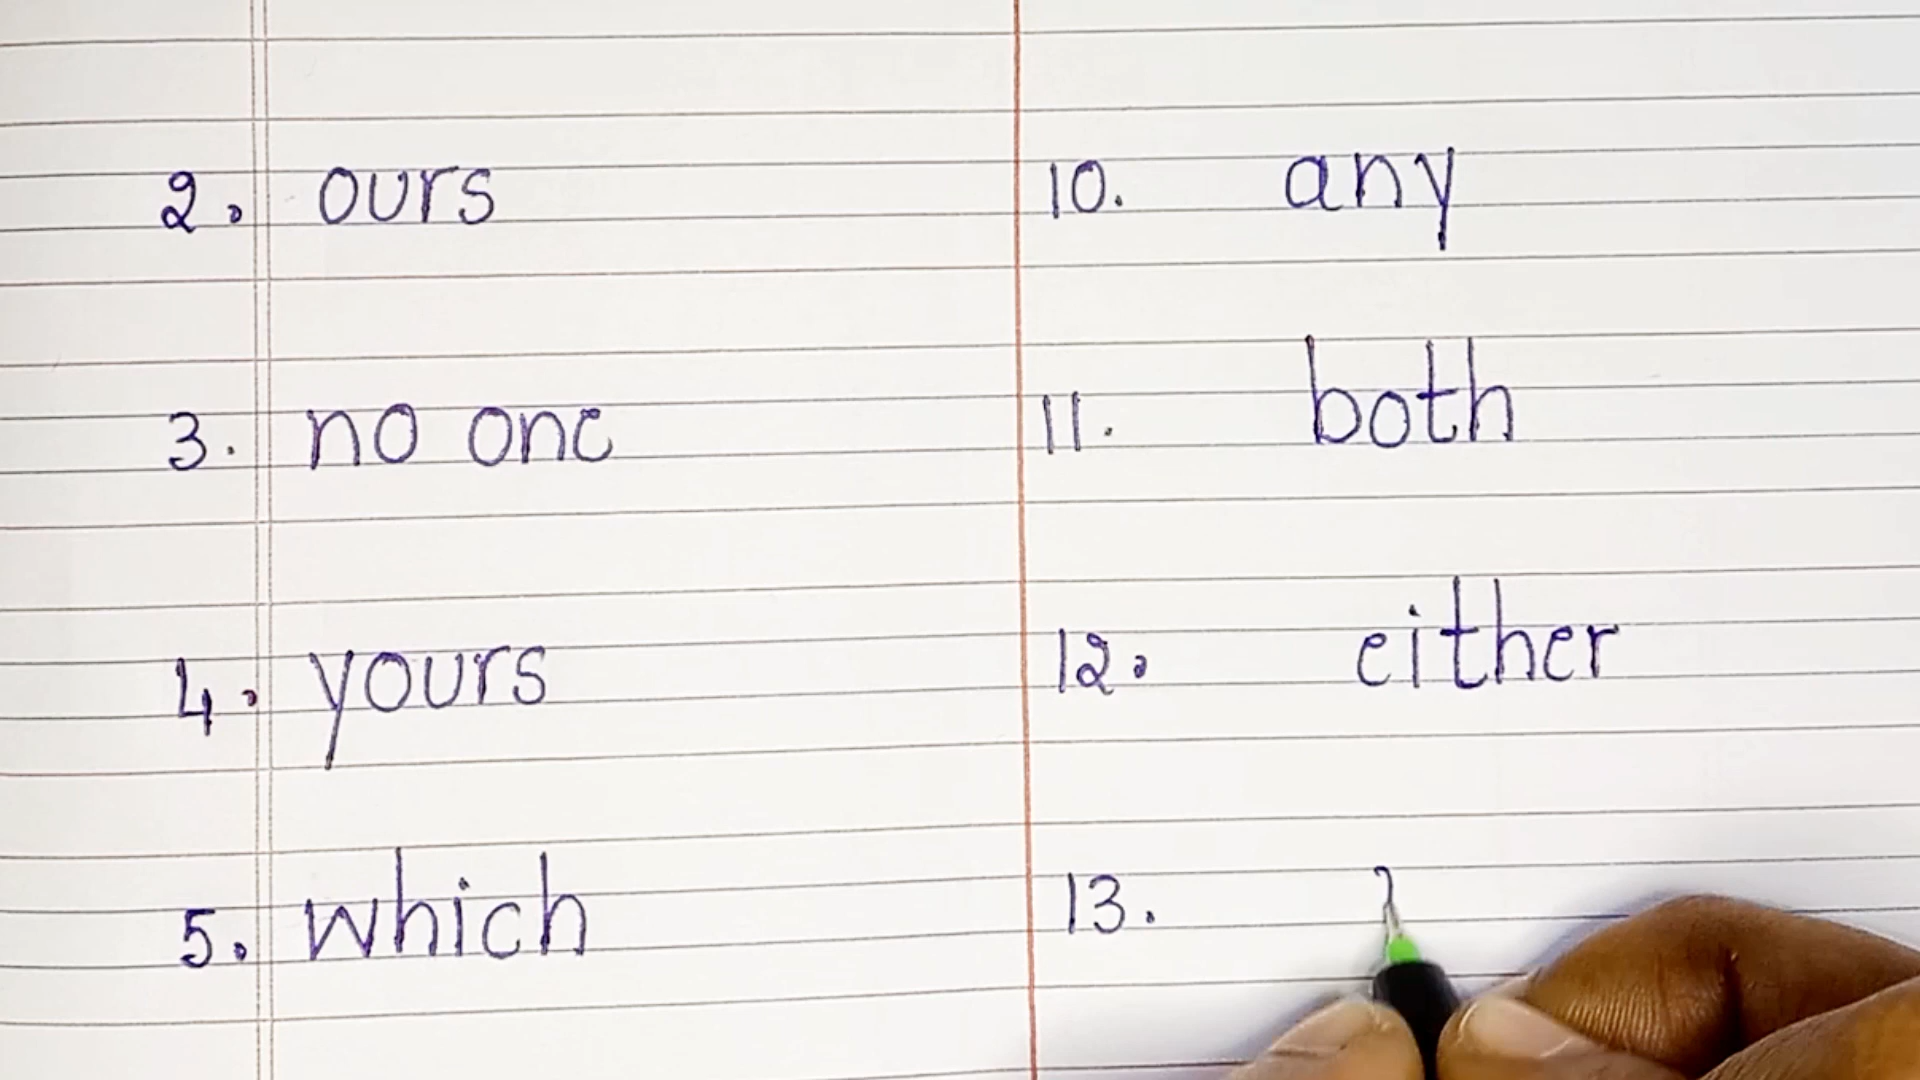 2. ours
3. no one
4. yours
5. which
10. any
11. both
12. either
13.